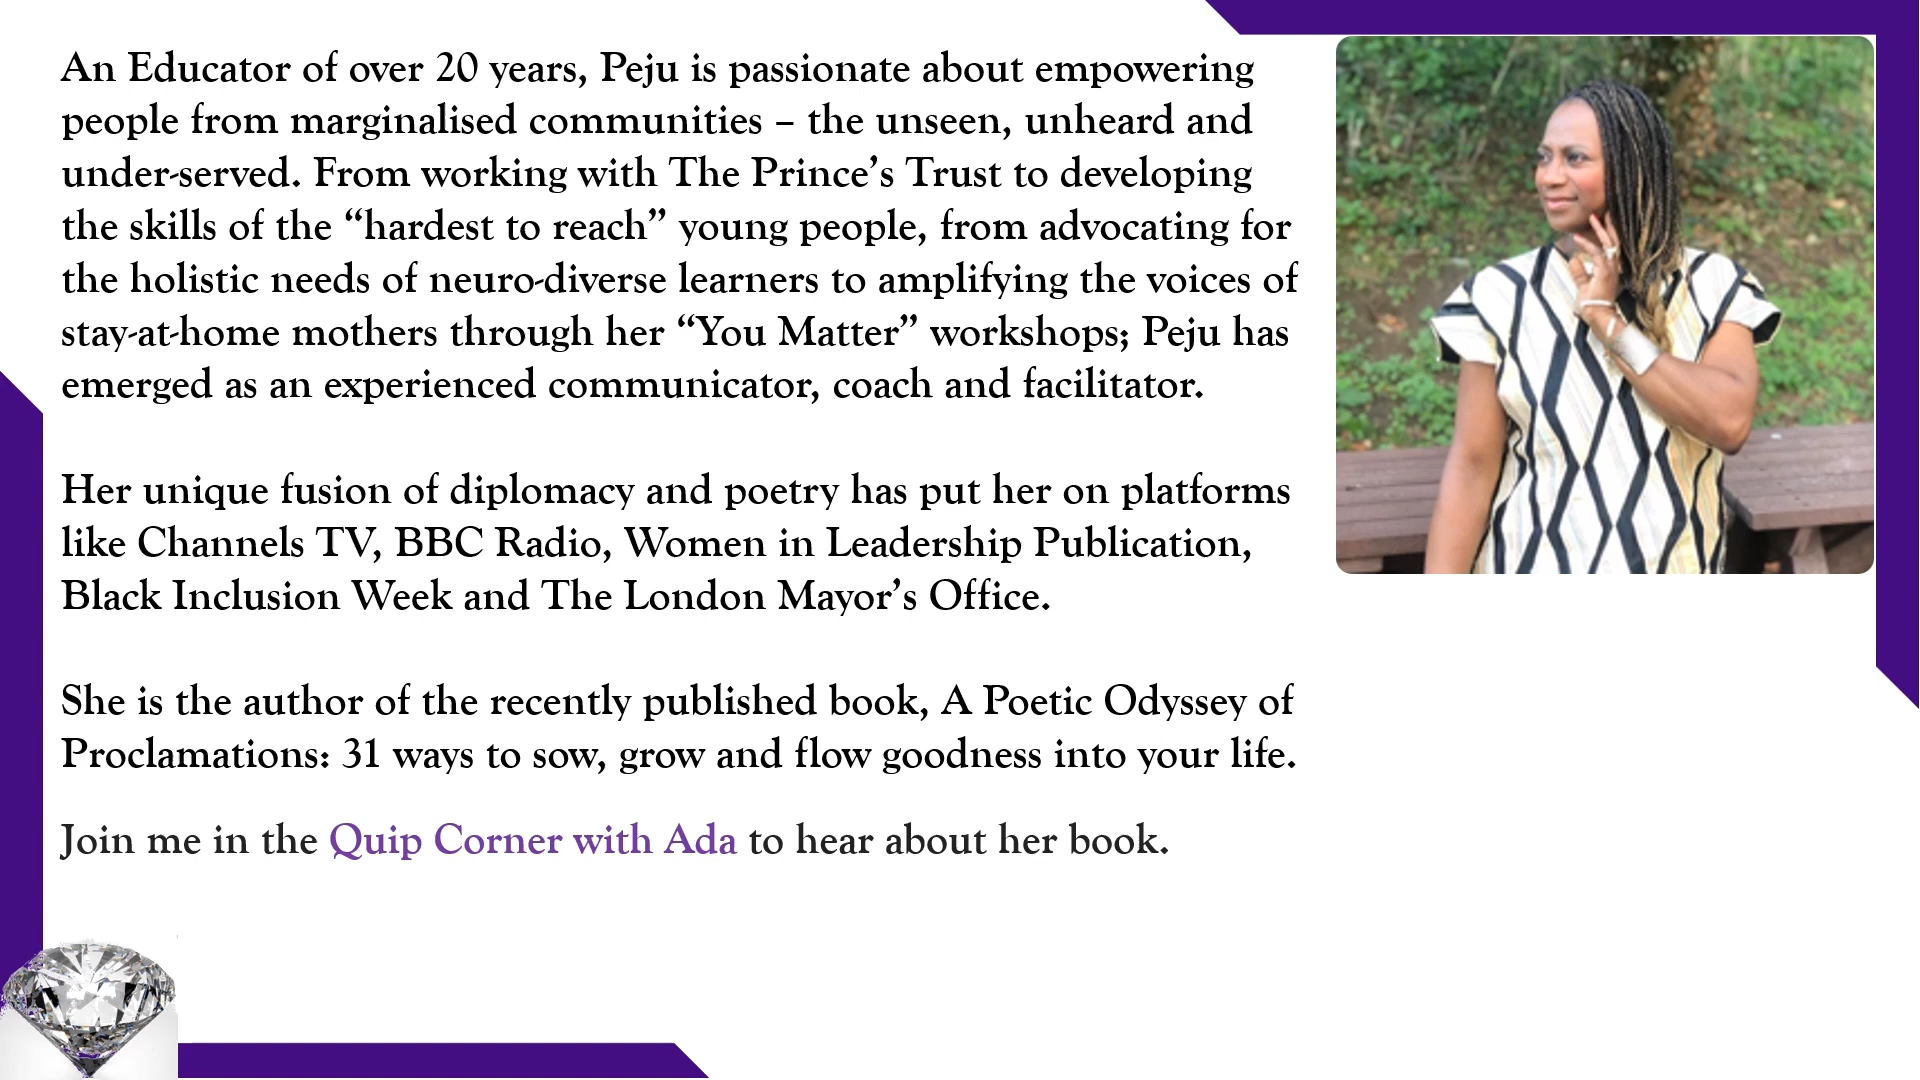 An Educator of over 20 years, Peju is passionate about empowering
people from marginalised communities – the unseen, unheard and
under-served. From working with The Prince’s Trust to developing
the skills of the “hardest to reach” young people, from advocating for
the holistic needs of neuro-diverse learners to amplifying the voices of
stay-at-home mothers through her “You Matter” workshops; Peju has
emerged as an experienced communicator, coach and facilitator.
Her unique fusion of diplomacy and poetry has put her on platforms
like Channels TV, BBC Radio, Women in Leadership Publication,
Black Inclusion Week and The London Mayor’s Office.
She is the author of the recently published book, A Poetic Odyssey of
Proclamations: 31 ways to sow, grow and flow goodness into your life.
Join me in the Quip Corner with Ada to hear about her book.